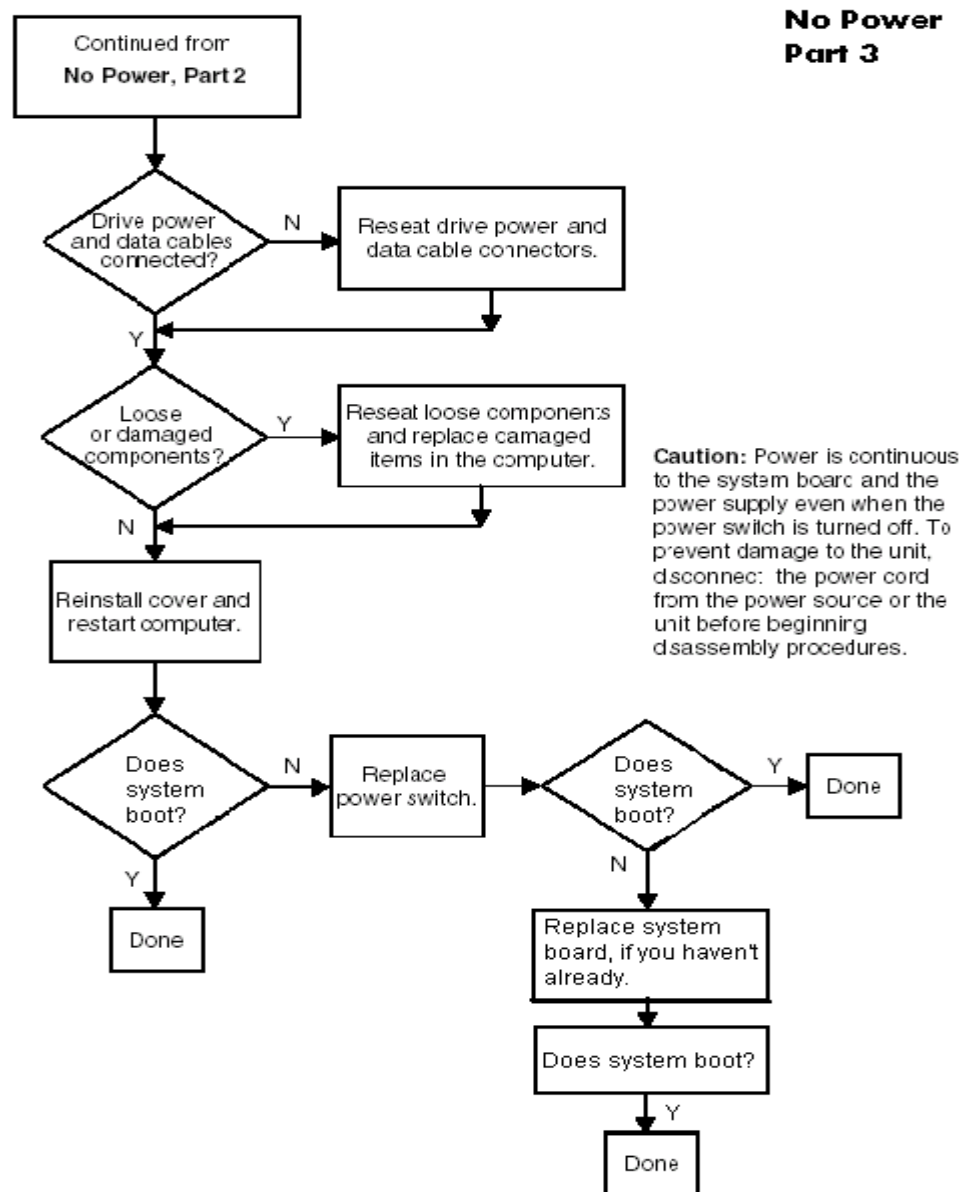 No Power
Part 3
Continued from
No Power, Part 2
Drive power
and data cables
connected?
N
Reseat drive power and
data cable connectors.
Y
Loose
or damaged
components?
Y
Reseat loose components
and replace camaged
items in the computer.
N
Caution: Power is continuous
to the system board and the
power supply even when the
power switch is turned off. To
prevent damage to the unit,
disconnect the power cord
from the power source or the
unit before beginning
disassembly procedures.
Reinstall cover and
restart computer.
Does
system
boot?
N
Replace
power switch.
Does
system
boot?
Y
Done
Y
Done
N
Replace system
board, if you haven't
already.
Does system boot?
Y
Done